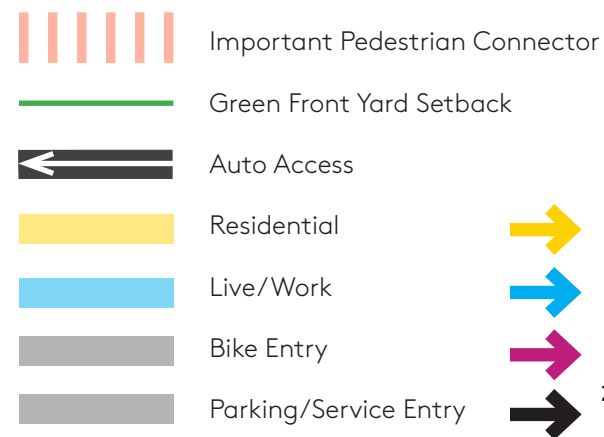 Important Pedestrian Connector
Green Front Yard Setback
Auto Access
Residential
Live/Work
Bike Entry
Parking/Service Entry